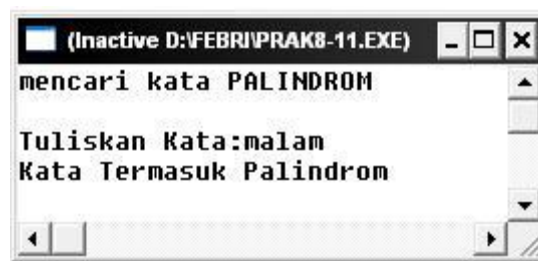 (Inactive D:\FEBRI\PRAK8-11.EXE)
mencari kata PALINDROM
Tuliskan Kata:malam
Kata Termasuk Palindrom